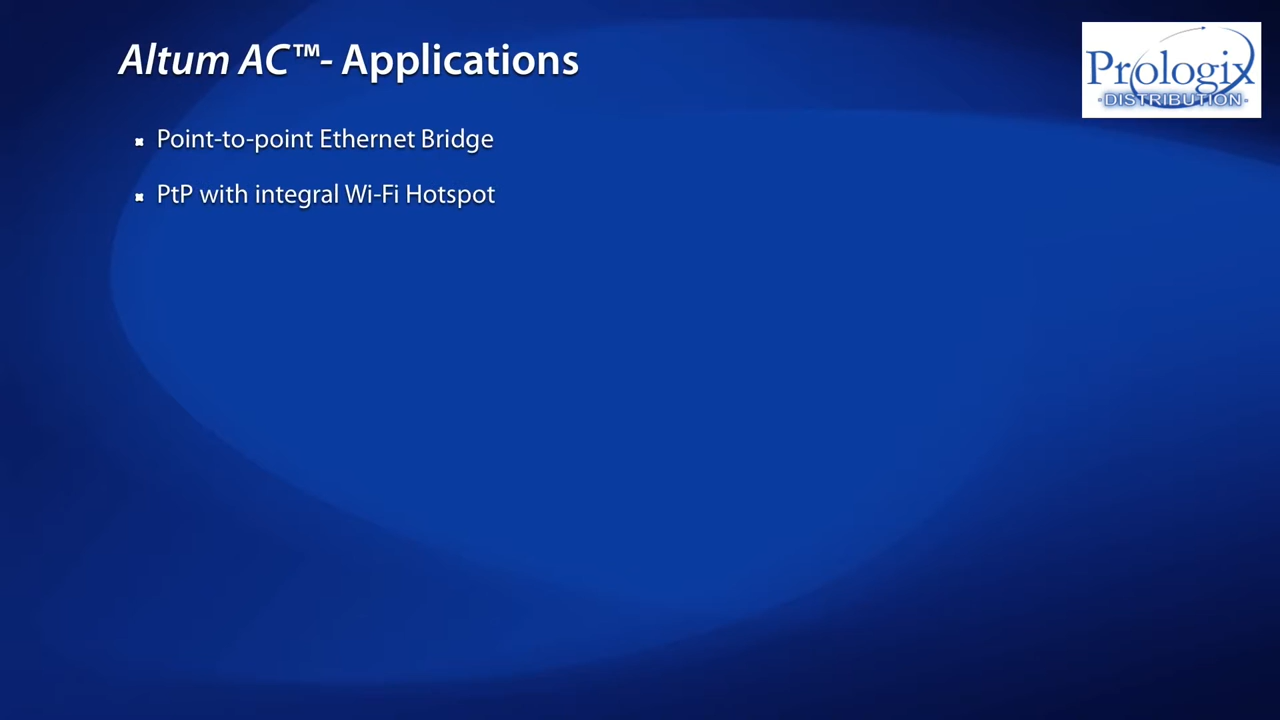 Altum AC™- Applications
Prologix
-DISTRIBUTION-
Point-to-point Ethernet Bridge
PtP with integral Wi-Fi Hotspot